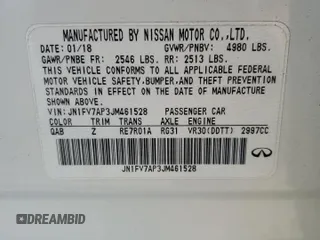 MANUFACTURED BY NISSAN MOTOR CO.,LTD.
DATE: 01/18 GVWR/PNBV: 4980 LBS.
GAWR/PNBE FR: 2546 LBS. RR: 2513 LBS.
THIS VEHICLE CONFORMS TO ALL APPLICABLE FEDERAL
MOTOR VEHICLE SAFETY, BUMPER, AND THEFT PREVENTION
STANDARDS IN EFFECT ON THE DATE OF MANUFACTURE
SHOWN ABOVE.
VIN: JN1FV7AP3JM461528 PASSENGER CAR
COLOR TRIM TRANS AXLE ENGINE
QAB Z RE7R01A RG31 VR30(DDTT) 2997CC
JN1FV7AP3JM461528
INFINITI
DREAMBID